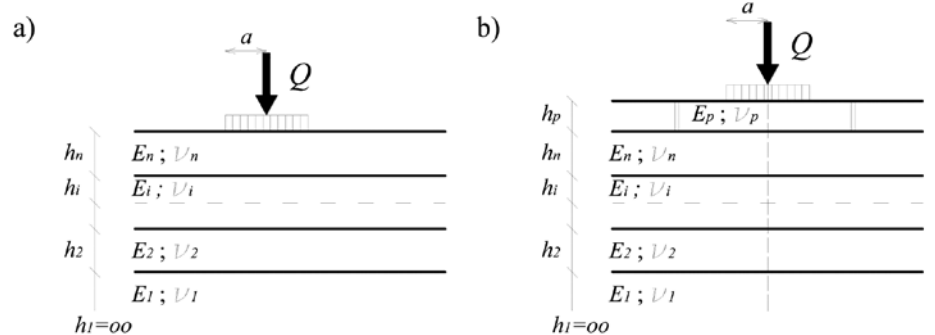 a)
a
Q
hn
En ; νn
hi
Ei ; νi
h2
E2 ; ν2
E1 ; ν1
h1=oo
b)
a
Q
hp
Ep ; νp
hn
En ; νn
hi
Ei ; νi
h2
E2 ; ν2
E1 ; ν1
h1=oo